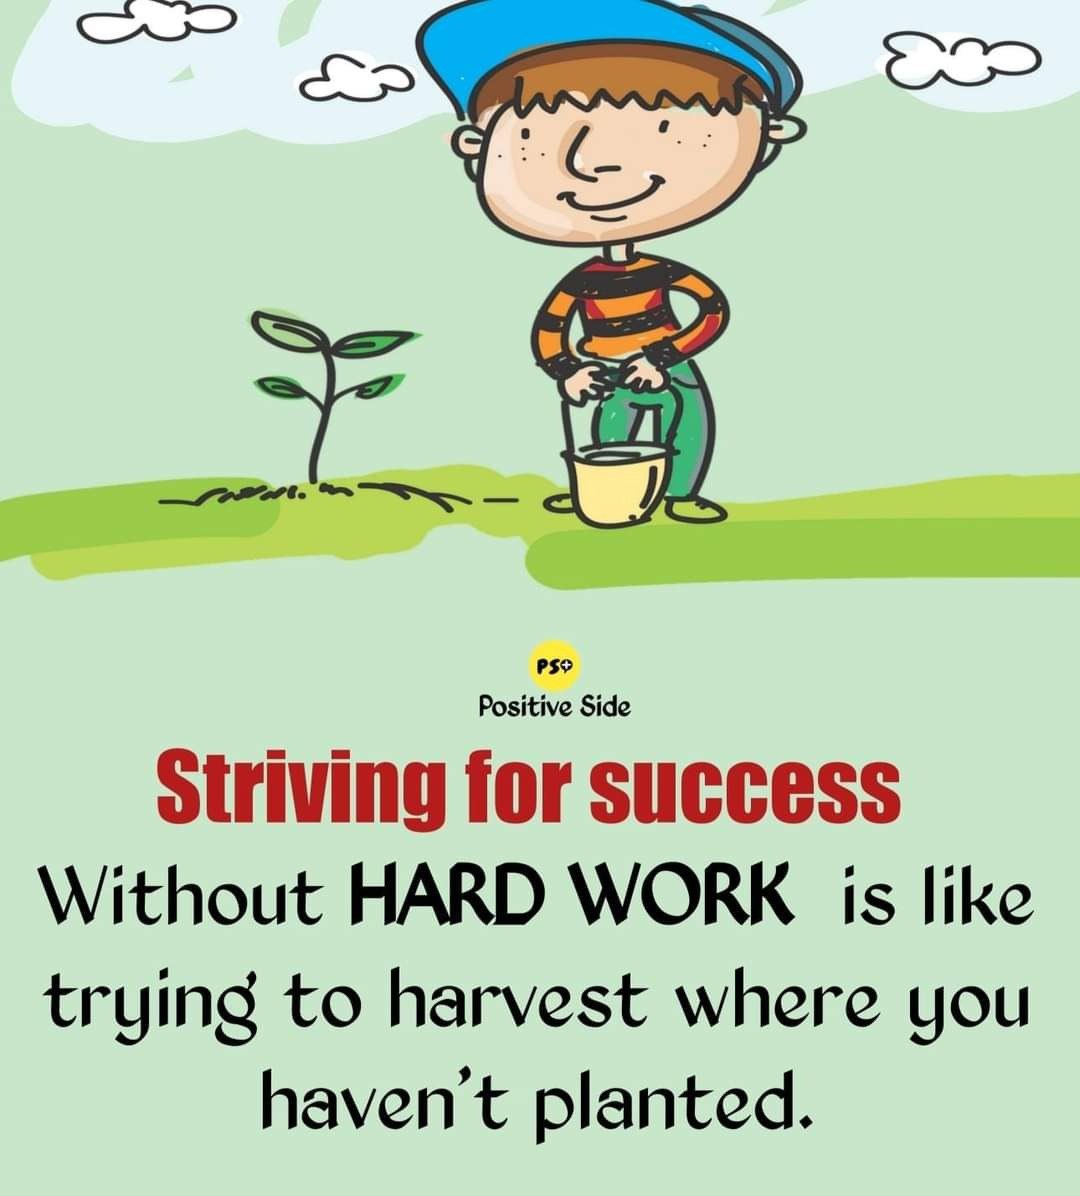 PS+
Positive Side
Striving for success
Without HARD WORK is like
trying to harvest where you
haven't planted.